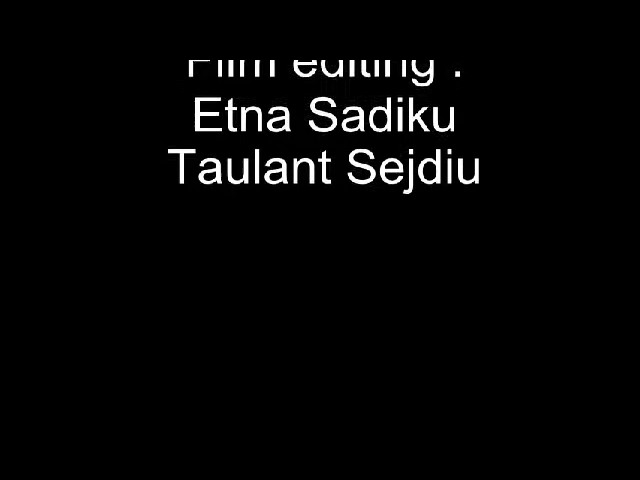 Film editing :
Etna Sadiku
Taulant Sejdiu